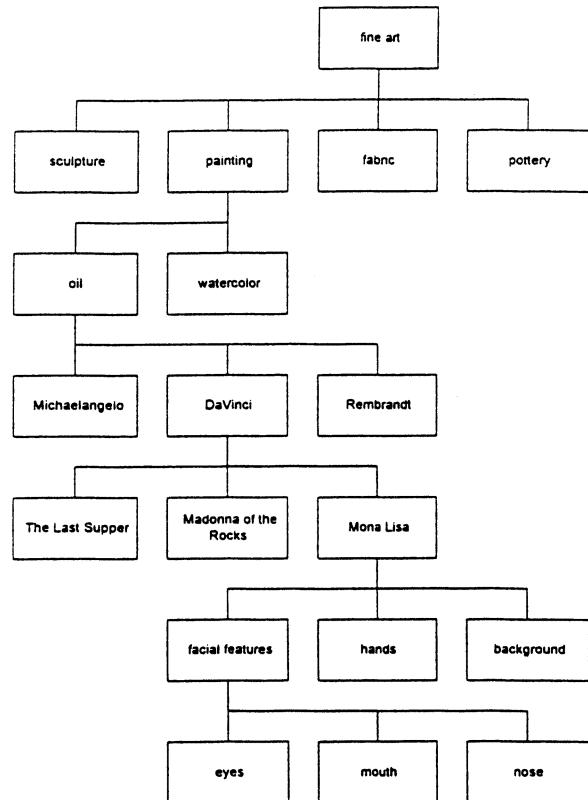 fine art
sculpture
painting
fabnc
pottery
oil
watercolor
Michaelangelo
DaVinci
Rembrandt
The Last Supper
Madonna of the
Rocks
Mona Lisa
facial features
hands
background
eyes
mouth
nose